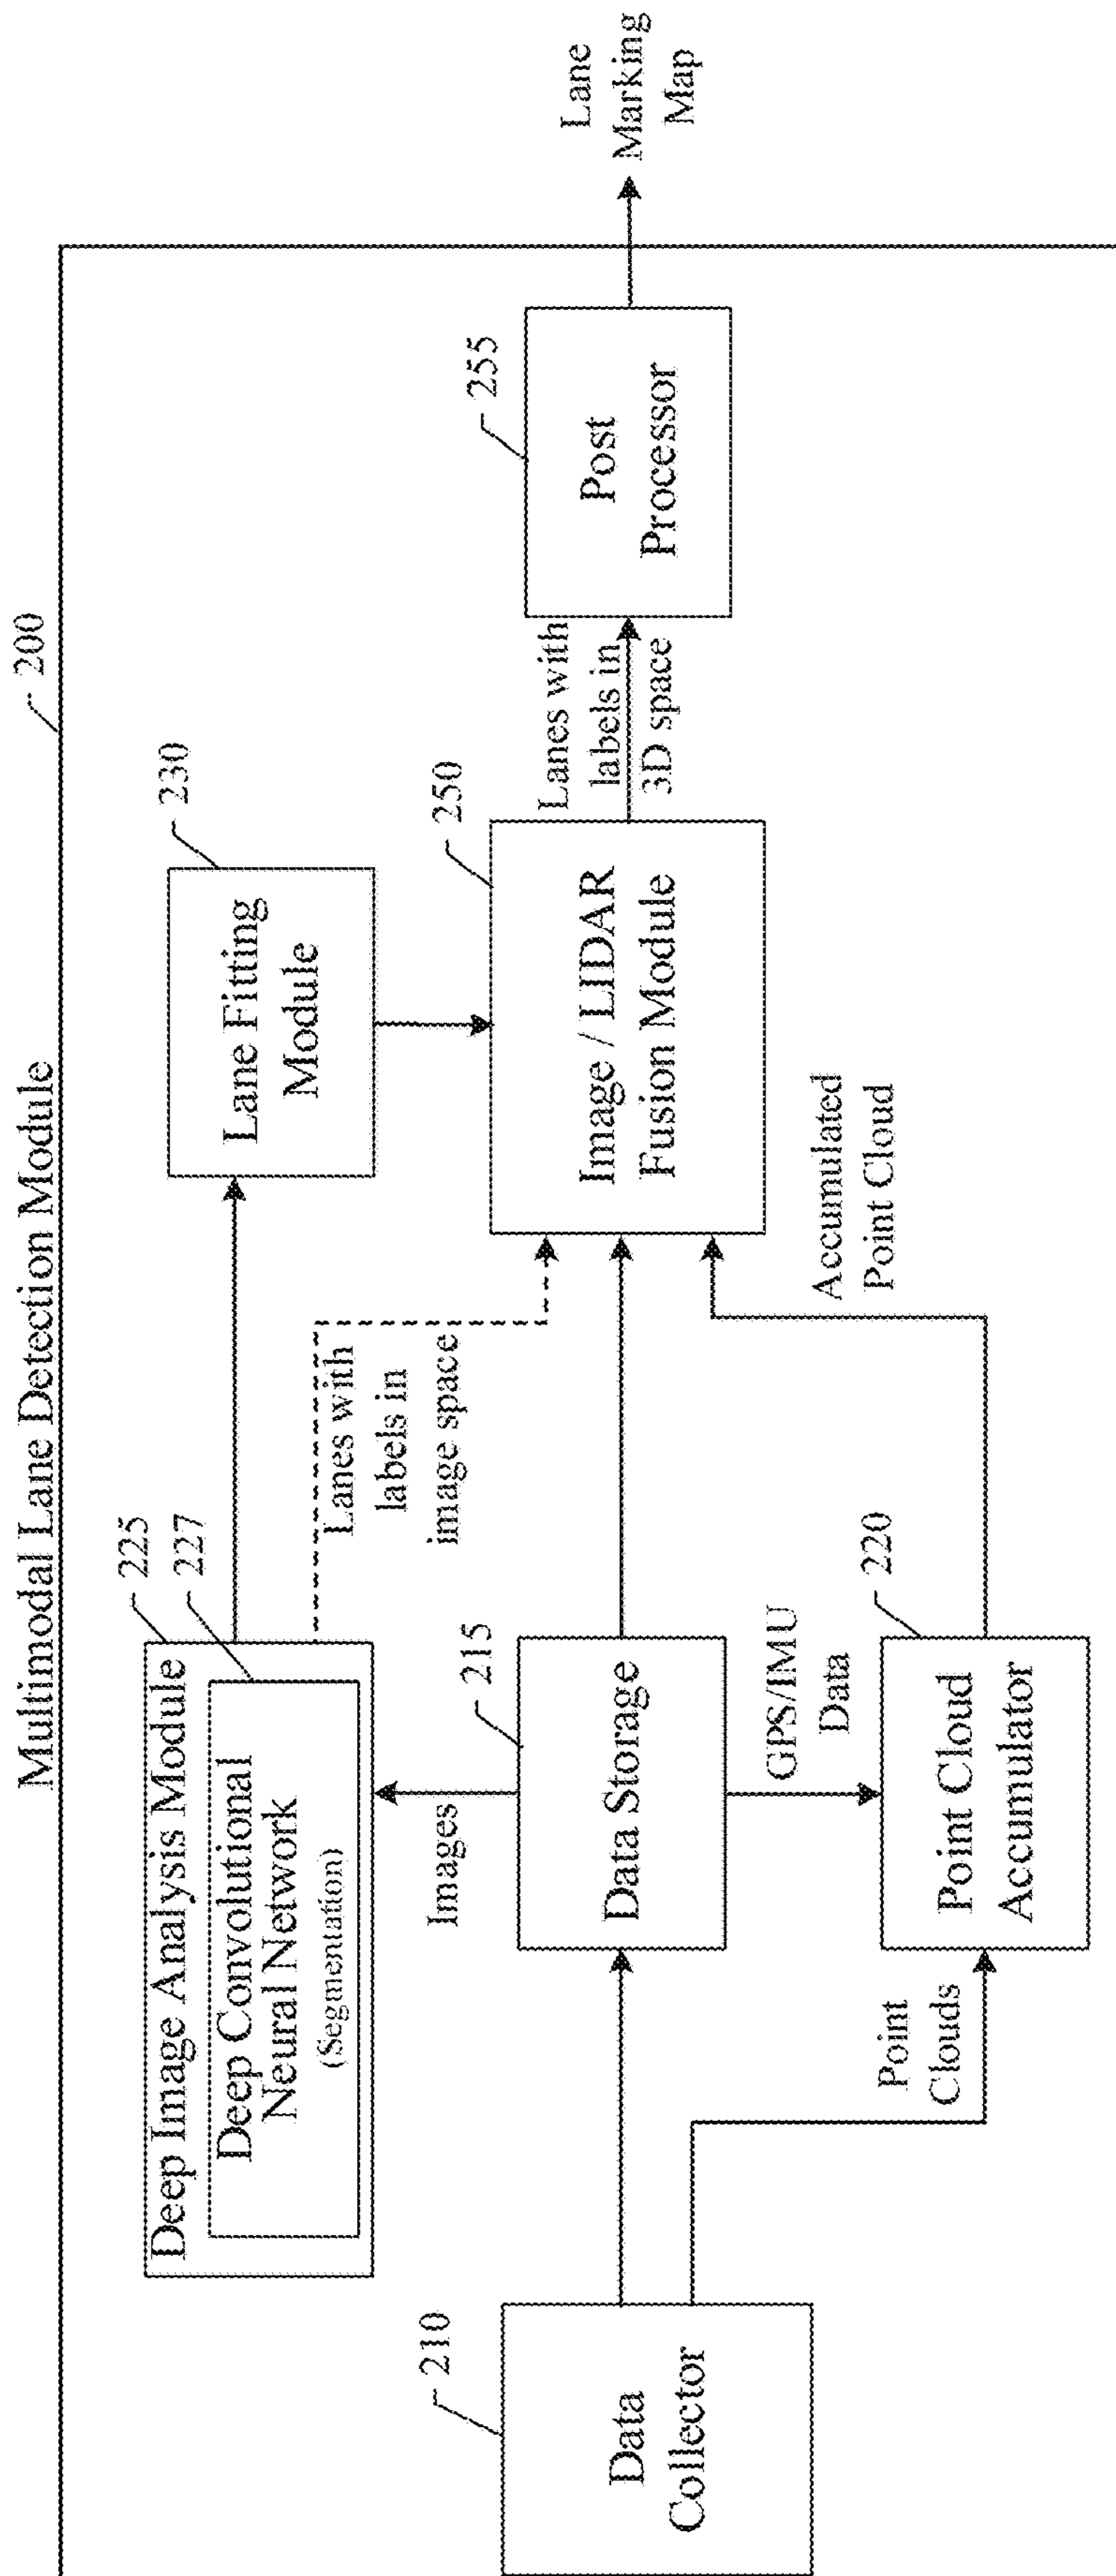 Multimodal Lane Detection Module
200
Deep Image Analysis Module
225
227
Deep Convolutional
Neural Network
(Segmentation)
Lane Fitting
Module
230
Images
Lanes with
labels in
image space
Data
Collector
210
Data Storage
215
Image / LIDAR
Fusion Module
250
Lanes with
labels in
3D space
Post
Processor
255
Lane
Marking
Map
GPS/IMU
Data
Point
Clouds
Point Cloud
Accumulator
220
Accumulated
Point Cloud